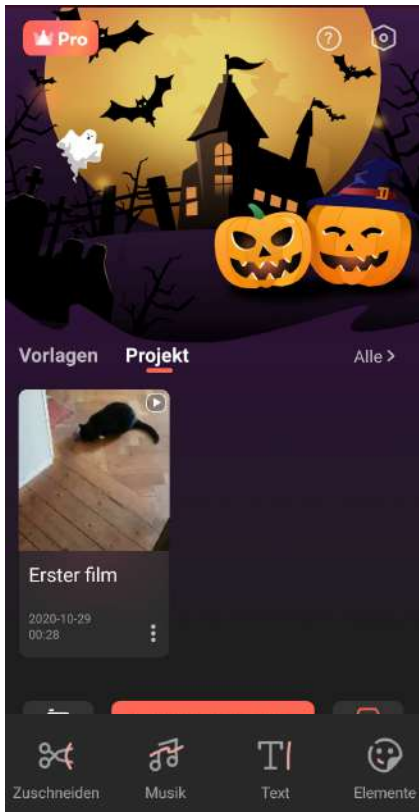 Pro
Vorlagen Projekt Alle >
Erster film
2020-10-29
00:28
Zuschneiden Musik Text Elemente